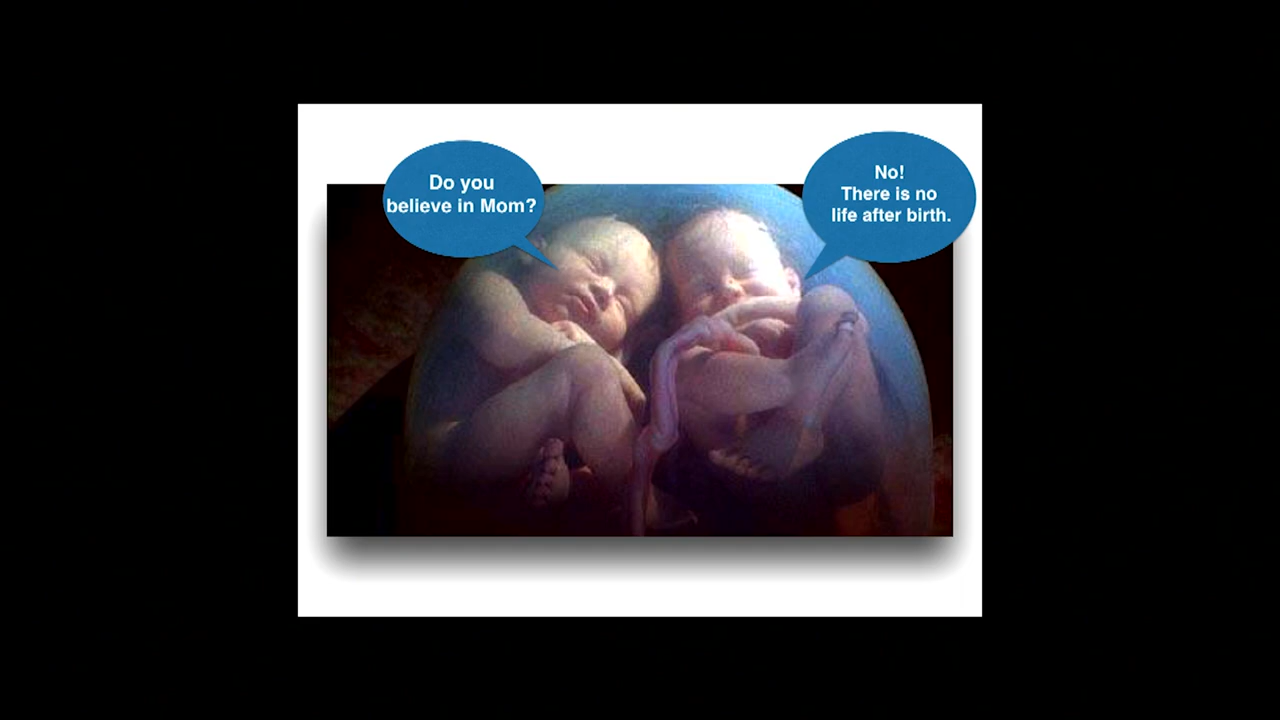 Do you
believe in Mom?
No!
There is no
life after birth.